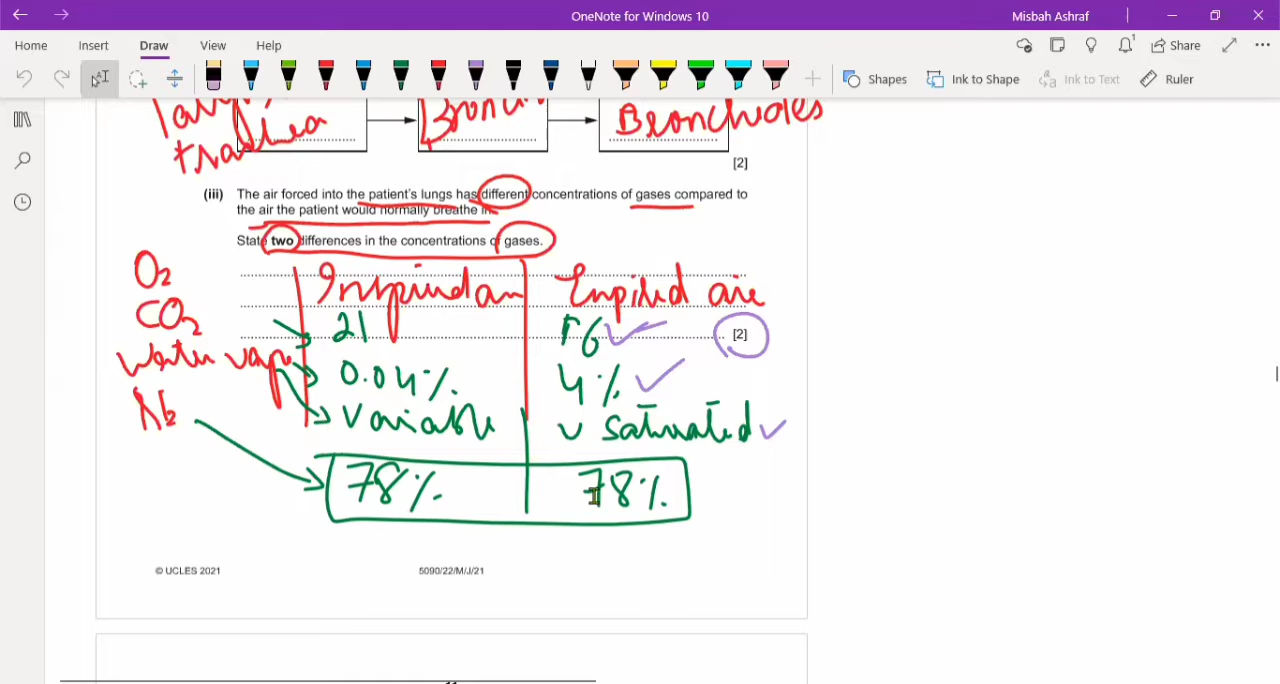 OneNote for Windows 10
Misbah Ashraf
Home Insert Draw View Help
Share
Shapes Ink to Shape Ink to Text Ruler
trachea Bronchi Bronchioles
[2]
(iii) The air forced into the patient's lungs has different concentrations of gases compared to
the air the patient would normally breathe in.
State two differences in the concentrations of gases.
O2
CO2
Water vap
N2
Inspired air Expired air
21 16 [2]
0.04% 4%
Variable saturated
78% 78%
© UCLES 2021 5090/22/M/J/21